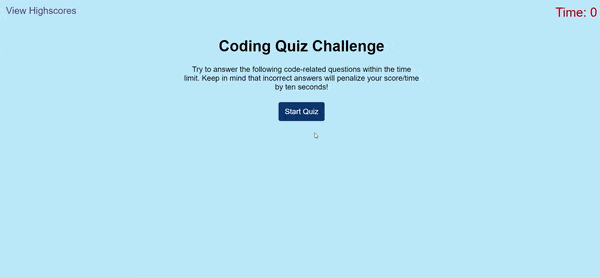 View Highscores
Time: 0
Coding Quiz Challenge
Try to answer the following code-related questions within the time
limit. Keep in mind that incorrect answers will penalize your score/time
by ten seconds!
Start Quiz